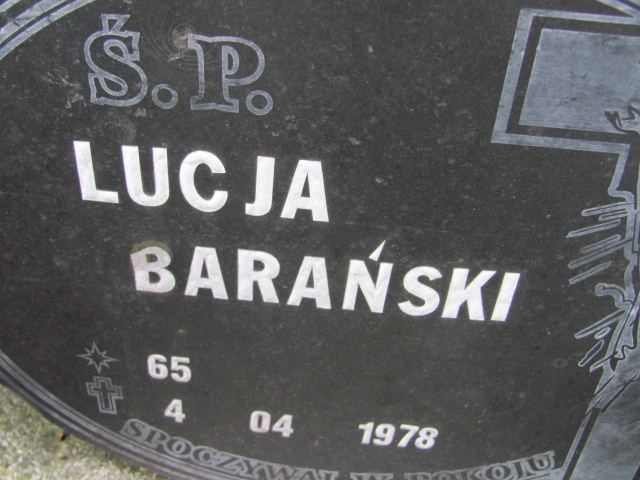 Ś.P.
LUCJA
BARAŃSKI
65
4 04 1978
SPOCZYWAJ W POKOJU